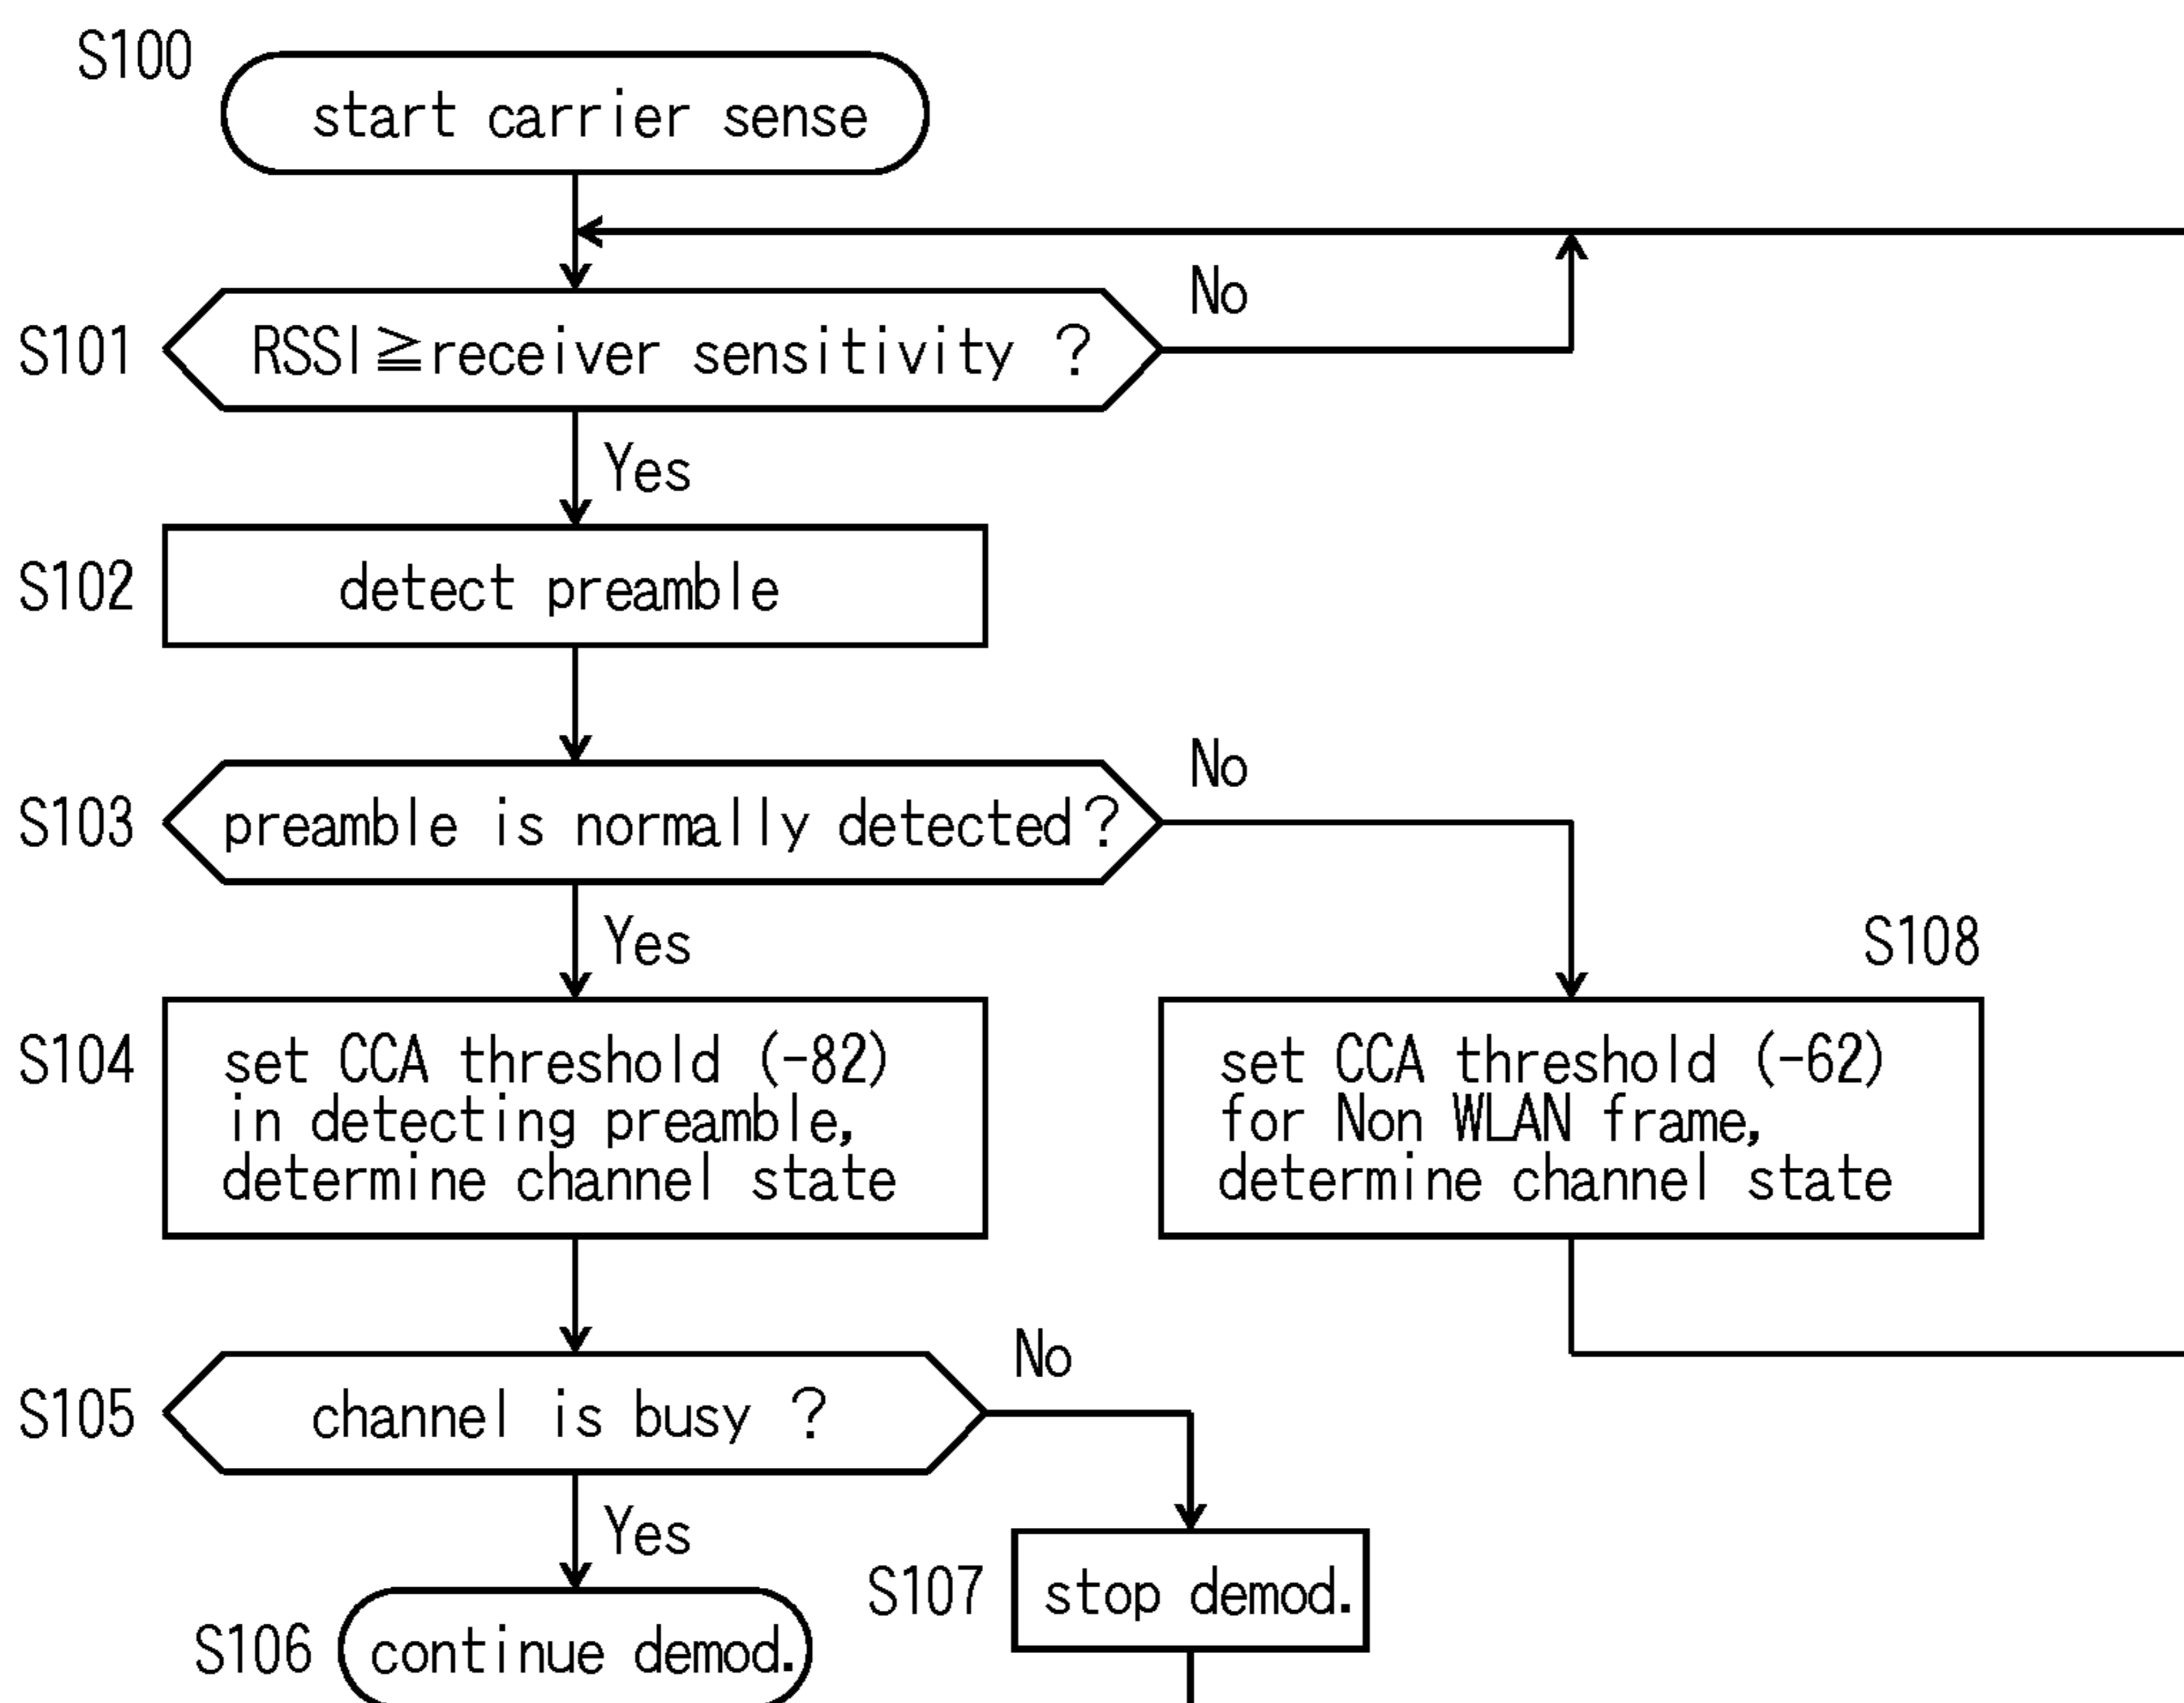 S100
start carrier sense
S101
RSSI≧receiver sensitivity ?
No
Yes
S102
detect preamble
S103
preamble is normally detected?
No
Yes
S104
set CCA threshold (-82)
in detecting preamble,
determine channel state
S108
set CCA threshold (-62)
for Non WLAN frame,
determine channel state
S105
channel is busy ?
No
Yes
S106
continue demod.
S107
stop demod.